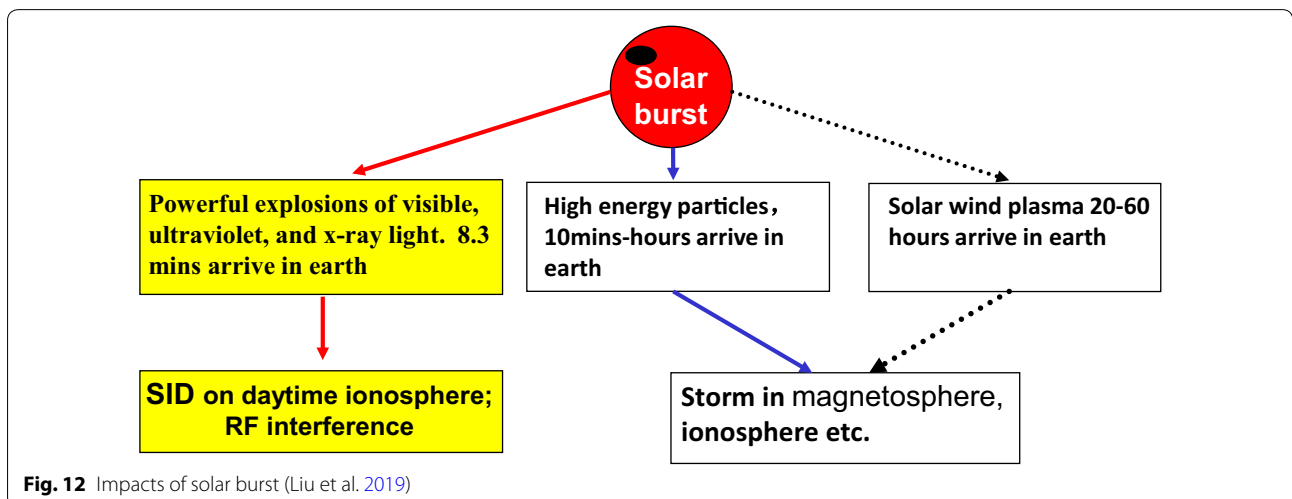 Solar
burst
Powerful explosions of visible,
ultraviolet, and x-ray light. 8.3
mins arrive in earth
High energy particles,
10mins-hours arrive in
earth
Solar wind plasma 20-60
hours arrive in earth
SID on daytime ionosphere;
RF interference
Storm in magnetosphere,
ionosphere etc.
Fig. 12 Impacts of solar burst (Liu et al. 2019)